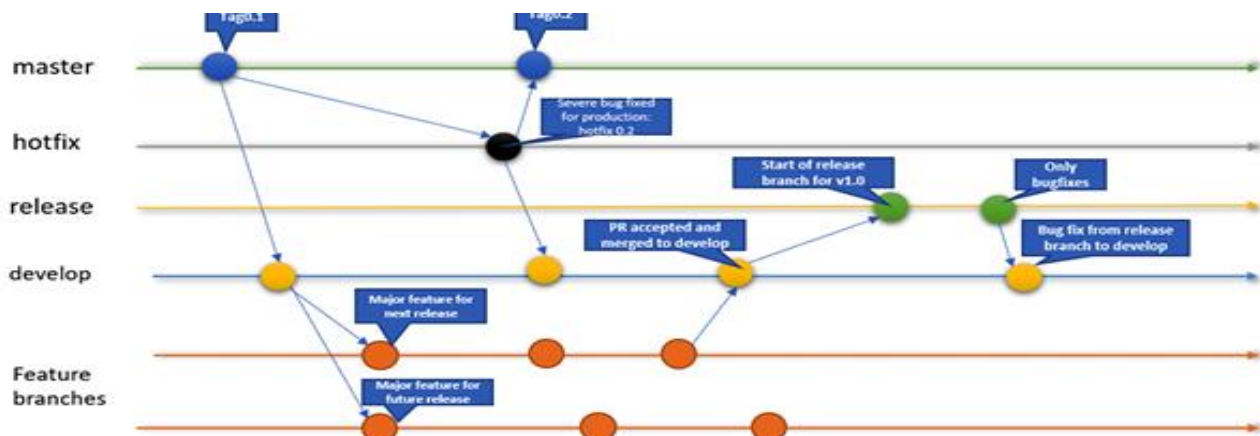 Tag0.1
Tag0.2
master
Severe bug fixed
for production:
hotfix 0.2
hotfix
Start of release
branch for v1.0
Only
bugfixes
release
PR accepted and
merged to develop
Bug fix from release
branch to develop
develop
Major feature for
next release
Feature
branches
Major feature for
future release